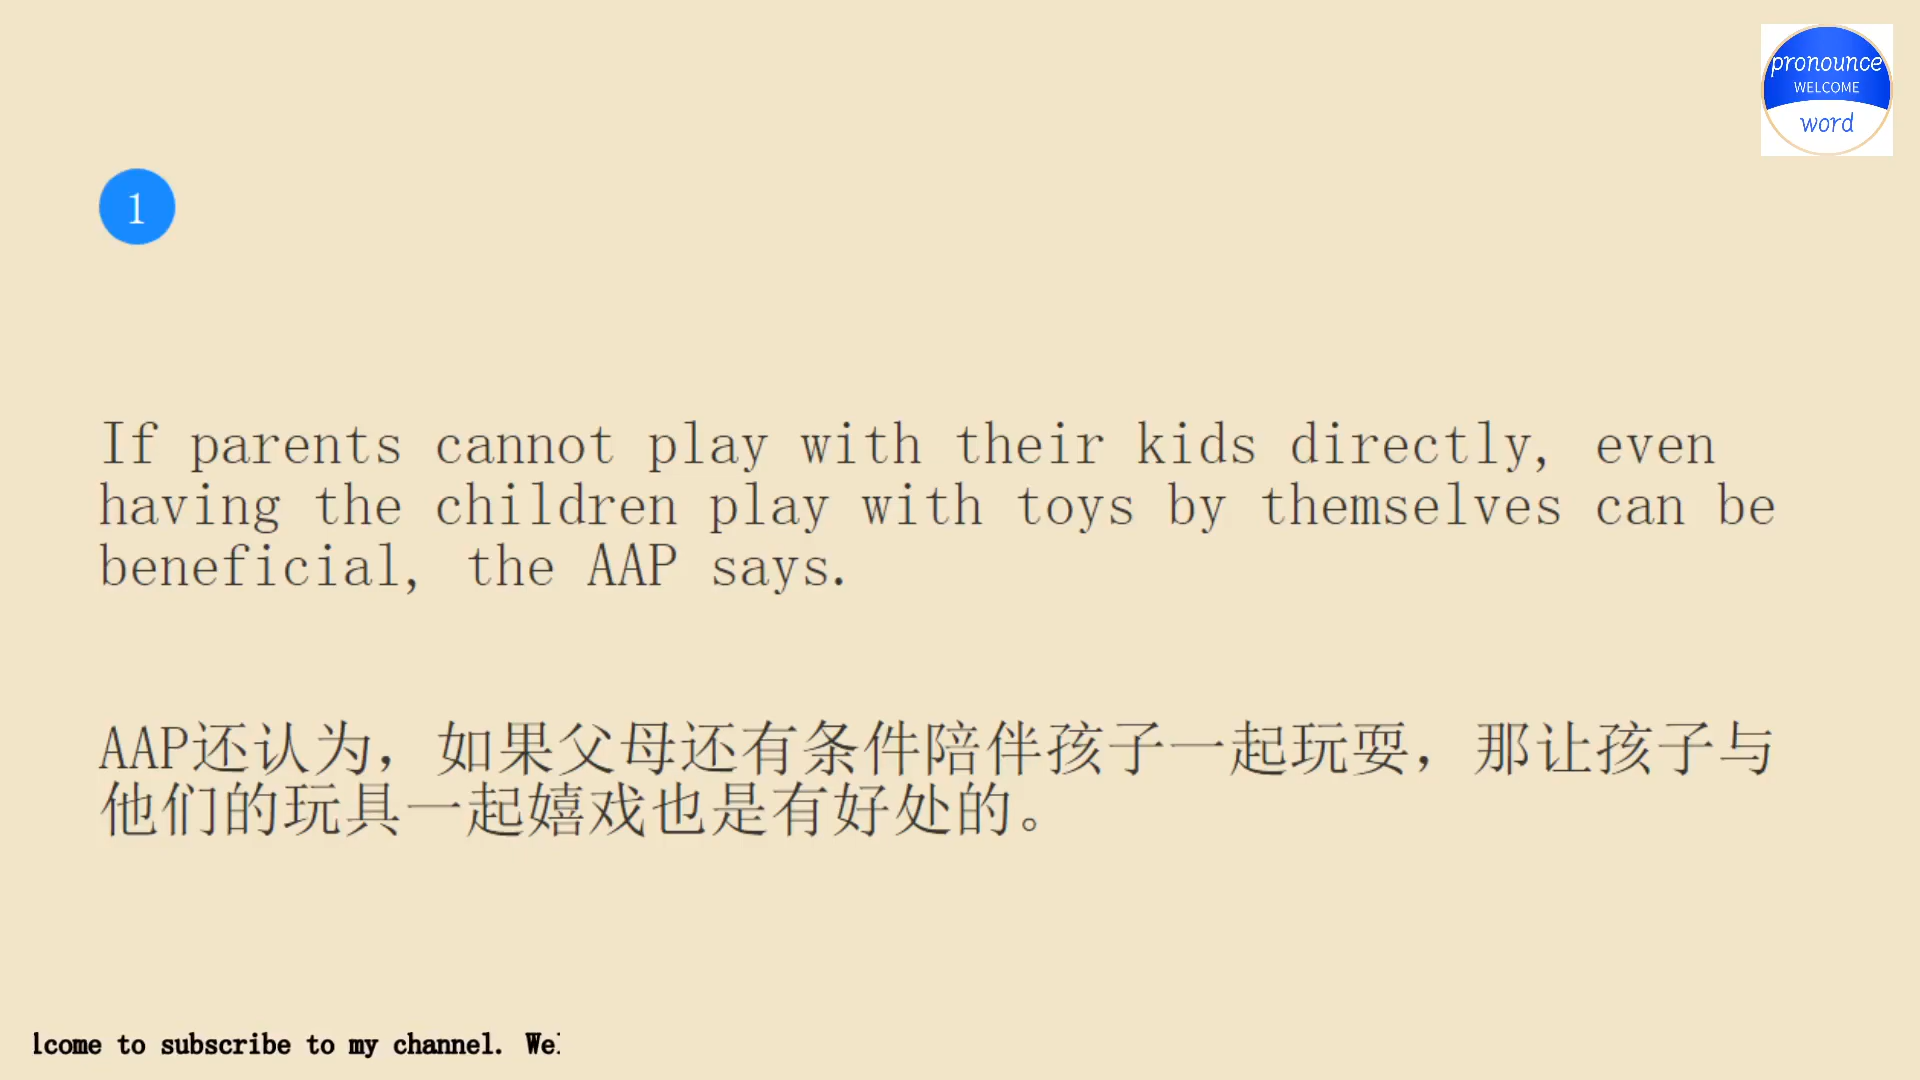 pronounce
WELCOME
word
1
If parents cannot play with their kids directly, even
having the children play with toys by themselves can be
beneficial, the AAP says.
AAP还认为，如果父母还有条件陪伴孩子一起玩耍，那让孩子与
他们的玩具一起嬉戏也是有好处的。
lcome to subscribe to my channel. Wel